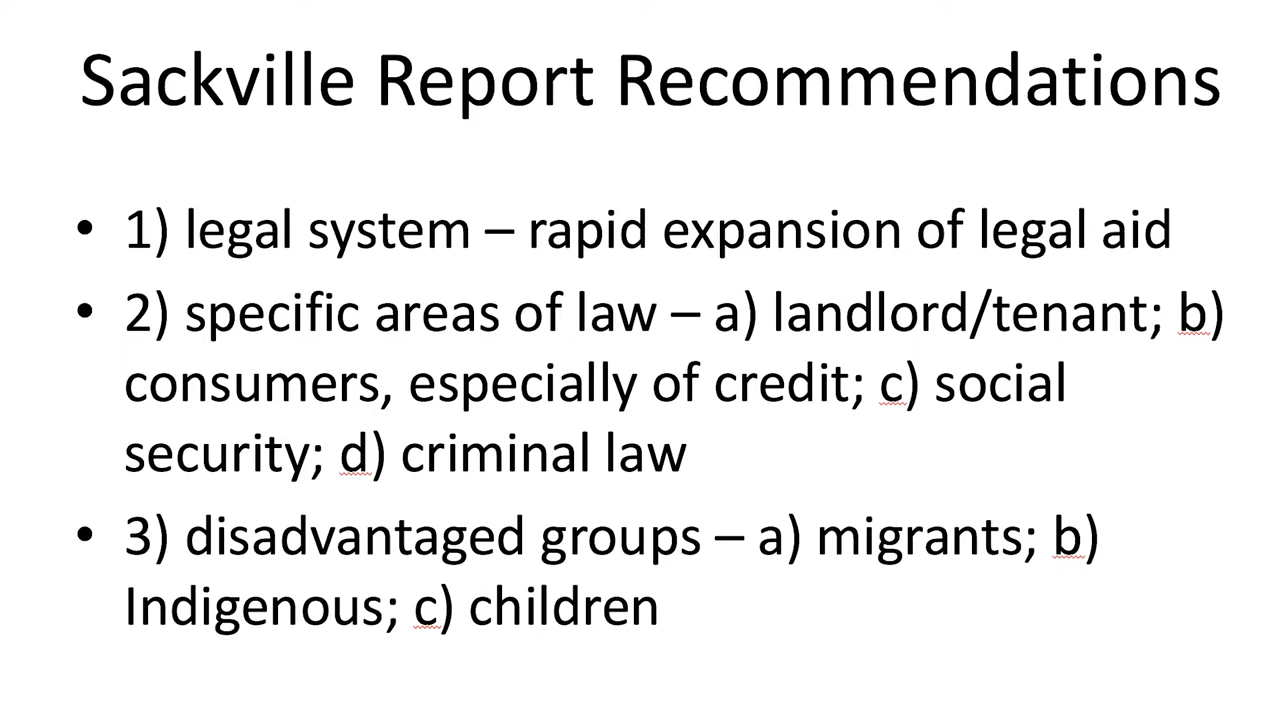 Sackville Report Recommendations
• 1) legal system – rapid expansion of legal aid
• 2) specific areas of law – a) landlord/tenant; b)
consumers, especially of credit; c) social
security; d) criminal law
• 3) disadvantaged groups – a) migrants; b)
Indigenous; c) children